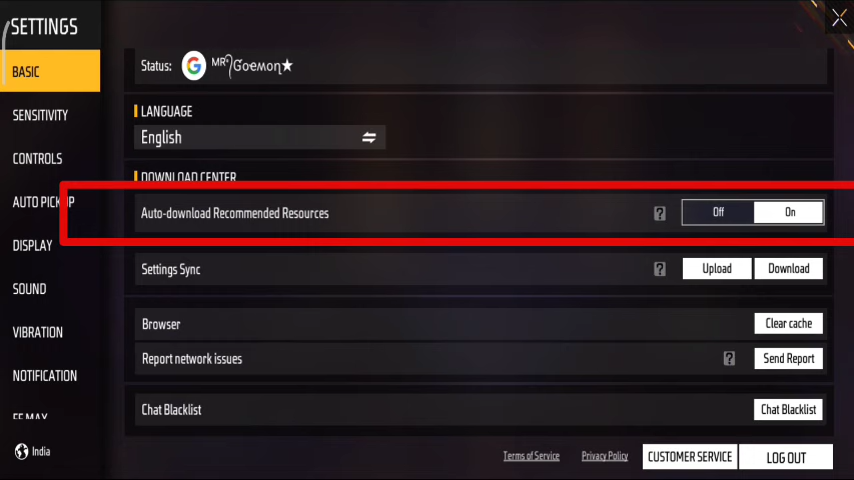 SETTINGS
BASIC
SENSITIVITY
CONTROLS
AUTO PICKUP
DISPLAY
SOUND
VIBRATION
NOTIFICATION
FF MAX
India
Status: G ᴹᴿ᭄Goemon★
LANGUAGE
English
DOWNLOAD CENTER
Auto-download Recommended Resources ? Off On
Settings Sync ? Upload Download
Browser Clear cache
Report network issues ? Send Report
Chat Blacklist Chat Blacklist
Terms of Service Privacy Policy CUSTOMER SERVICE LOG OUT